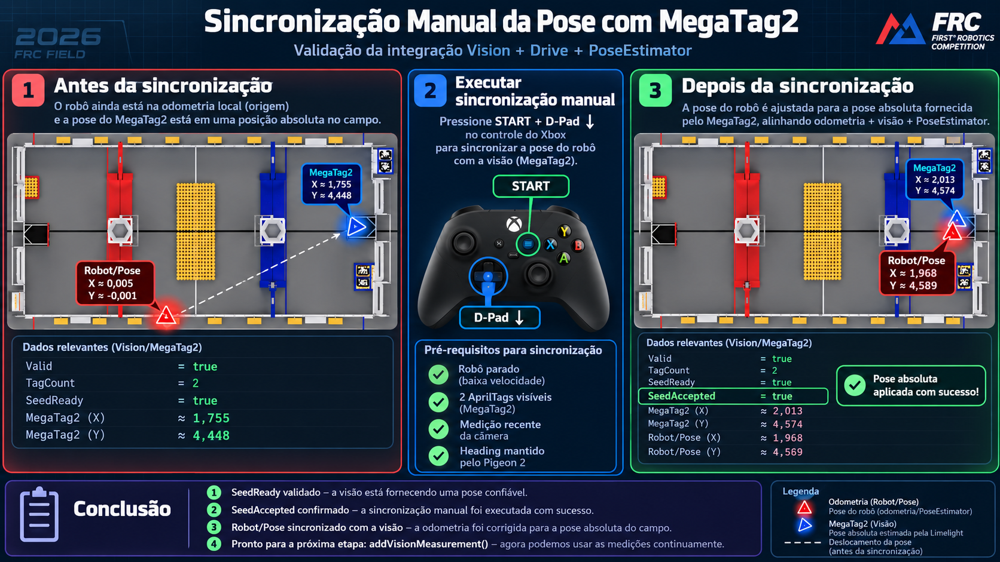 2026
FRC FIELD
Sincronização Manual da Pose com MegaTag2
Validação da integração Vision + Drive + PoseEstimator
FRC
FIRST® ROBOTICS
COMPETITION
1
Antes da sincronização
O robô ainda está na odometria local (origem)
e a pose do MegaTag2 está em uma posição absoluta no campo.
MegaTag2
X ≈ 1,755
Y ≈ 4,448
Robot/Pose
X ≈ 0,005
Y ≈ -0,001
Dados relevantes (Vision/MegaTag2)
Valid = true
TagCount = 2
SeedReady = true
MegaTag2 (X) ≈ 1,755
MegaTag2 (Y) ≈ 4,448
2
Executar
sincronização manual
Pressione START + D-Pad ↓
no controle do Xbox
para sincronizar a pose do robô
com a visão (MegaTag2).
START
Y
X
B
A
D-Pad ↓
Pré-requisitos para sincronização
Robô parado
(baixa velocidade)
2 AprilTags visíveis
(MegaTag2)
Medição recente
da câmera
Heading mantido
pelo Pigeon 2
3
Depois da sincronização
A pose do robô é ajustada para a pose absoluta fornecida
pelo MegaTag2, alinhando odometria + visão + PoseEstimator.
MegaTag2
X ≈ 2,013
Y ≈ 4,574
Robot/Pose
X ≈ 1,968
Y ≈ 4,589
Dados relevantes (Vision/MegaTag2)
Valid = true
TagCount = 2
SeedReady = true
SeedAccepted = true
MegaTag2 (X) ≈ 2,013
MegaTag2 (Y) ≈ 4,574
Robot/Pose (X) ≈ 1,968
Robot/Pose (Y) ≈ 4,569
Pose absoluta
aplicada com sucesso!
Conclusão
1 SeedReady validado – a visão está fornecendo uma pose confiável.
2 SeedAccepted confirmado – a sincronização manual foi executada com sucesso.
3 Robot/Pose sincronizado com a visão – a odometria foi corrigida para a pose absoluta do campo.
4 Pronto para a próxima etapa: addVisionMeasurement() – agora podemos usar as medições continuamente.
Legenda
Odometria (Robot/Pose)
Pose do robô (odometria/PoseEstimator)
MegaTag2 (Visão)
Pose absoluta estimada pela Limelight
Deslocamento da pose
(antes da sincronização)